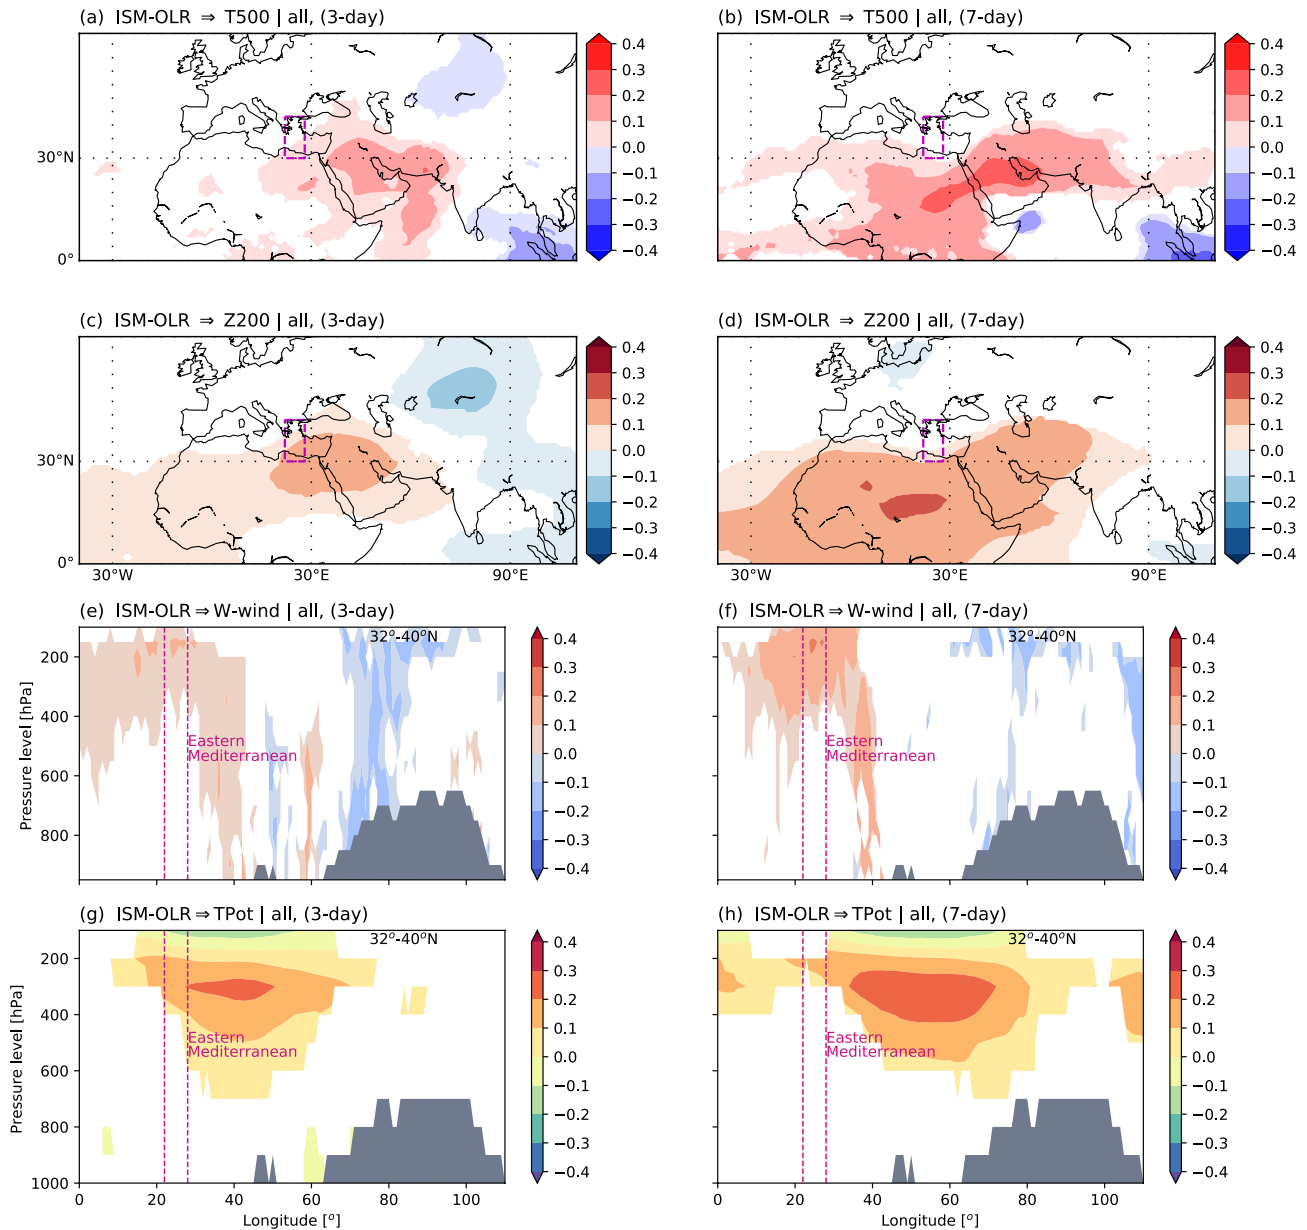 (a) ISM-OLR ⇒ T500 | all, (3-day)
(b) ISM-OLR ⇒ T500 | all, (7-day)
30°N
0°
0.4
0.3
0.2
0.1
0.0
−0.1
−0.2
−0.3
−0.4
0.4
0.3
0.2
0.1
0.0
−0.1
−0.2
−0.3
−0.4
(c) ISM-OLR ⇒ Z200 | all, (3-day)
(d) ISM-OLR ⇒ Z200 | all, (7-day)
30°N
0°
30°W
30°E
90°E
0.4
0.3
0.2
0.1
0.0
−0.1
−0.2
−0.3
−0.4
30°W
30°E
90°E
0.4
0.3
0.2
0.1
0.0
−0.1
−0.2
−0.3
−0.4
(e) ISM-OLR⇒W-wind | all, (3-day)
(f) ISM-OLR⇒W-wind | all, (7-day)
32°-40°N
Pressure level [hPa]
200
400
600
800
Eastern
Mediterranean
0.4
0.3
0.2
0.1
0.0
−0.1
−0.2
−0.3
−0.4
32°-40°N
Eastern
Mediterranean
0.4
0.3
0.2
0.1
0.0
−0.1
−0.2
−0.3
−0.4
(g) ISM-OLR⇒TPot | all, (3-day)
(h) ISM-OLR⇒TPot | all, (7-day)
32°-40°N
Pressure level [hPa]
200
400
600
800
1000
Eastern
Mediterranean
0 20 40 60 80 100
Longitude [°]
0.4
0.3
0.2
0.1
0.0
−0.1
−0.2
−0.3
−0.4
32°-40°N
Eastern
Mediterranean
0 20 40 60 80 100
Longitude [°]
0.4
0.3
0.2
0.1
0.0
−0.1
−0.2
−0.3
−0.4